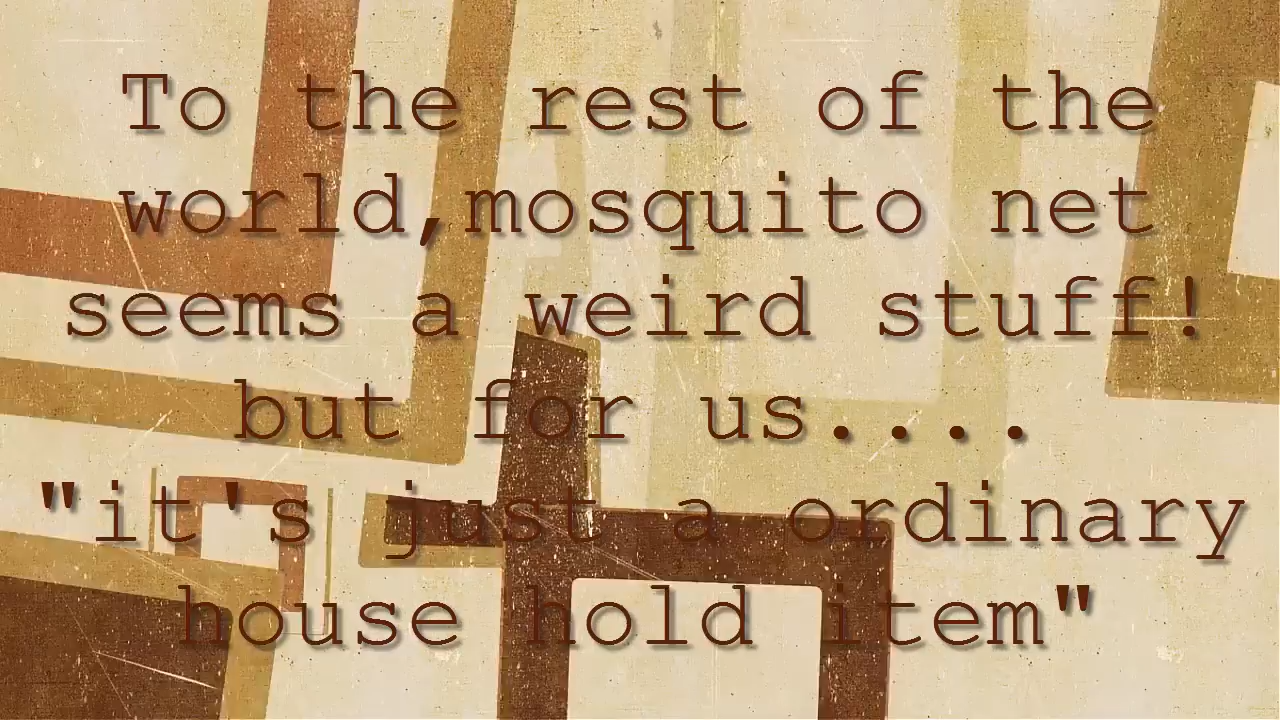 To the rest of the
world,mosquito net
seems a weird stuff!
but for us....
"it's just a ordinary
house hold item"